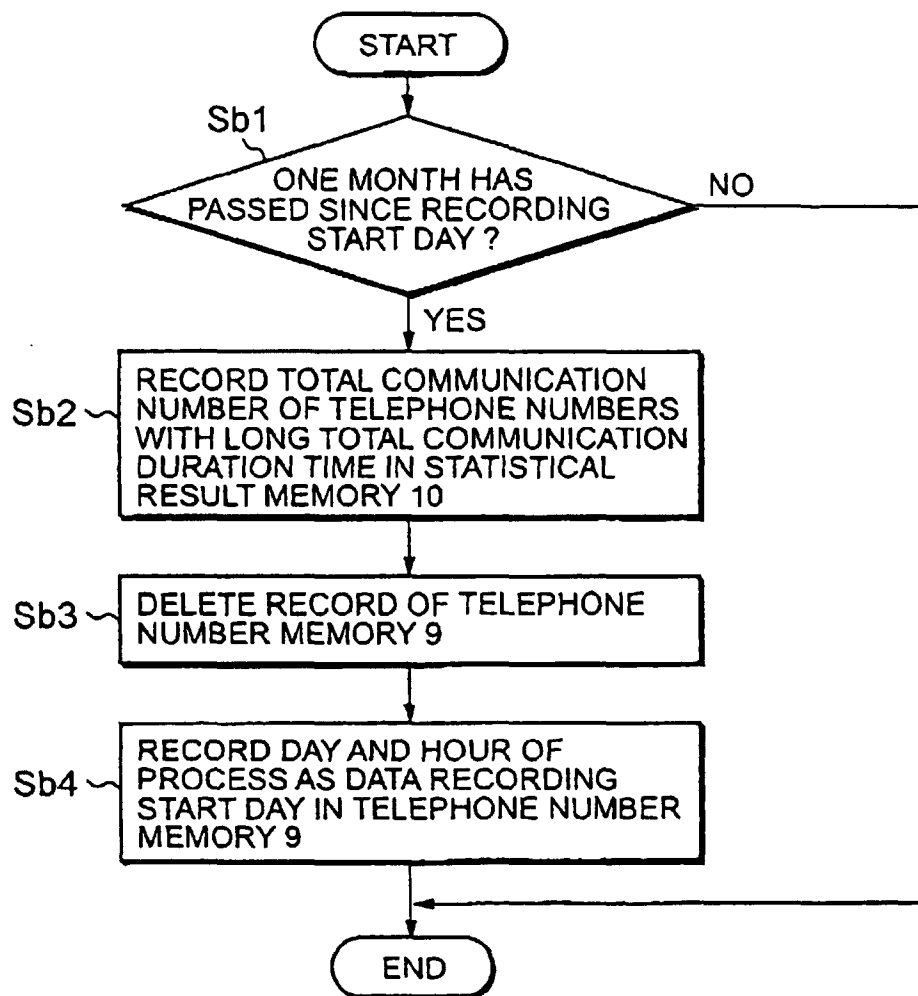 START
Sb1
ONE MONTH HAS
PASSED SINCE RECORDING
START DAY ?
NO
YES
Sb2
RECORD TOTAL COMMUNICATION
NUMBER OF TELEPHONE NUMBERS
WITH LONG TOTAL COMMUNICATION
DURATION TIME IN STATISTICAL
RESULT MEMORY 10
Sb3
DELETE RECORD OF TELEPHONE
NUMBER MEMORY 9
Sb4
RECORD DAY AND HOUR OF
PROCESS AS DATA RECORDING
START DAY IN TELEPHONE NUMBER
MEMORY 9
END